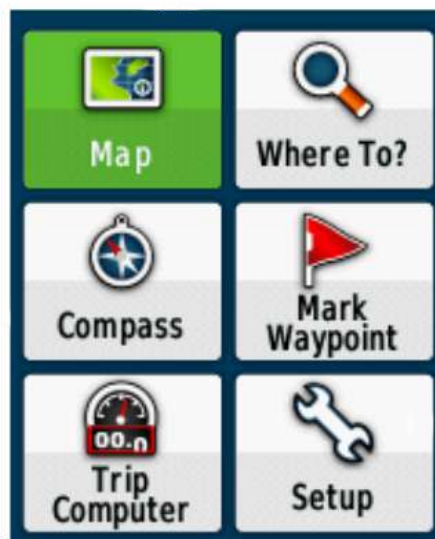 Map
Where To?
Compass
Mark
Waypoint
00.0
Trip
Computer
Setup